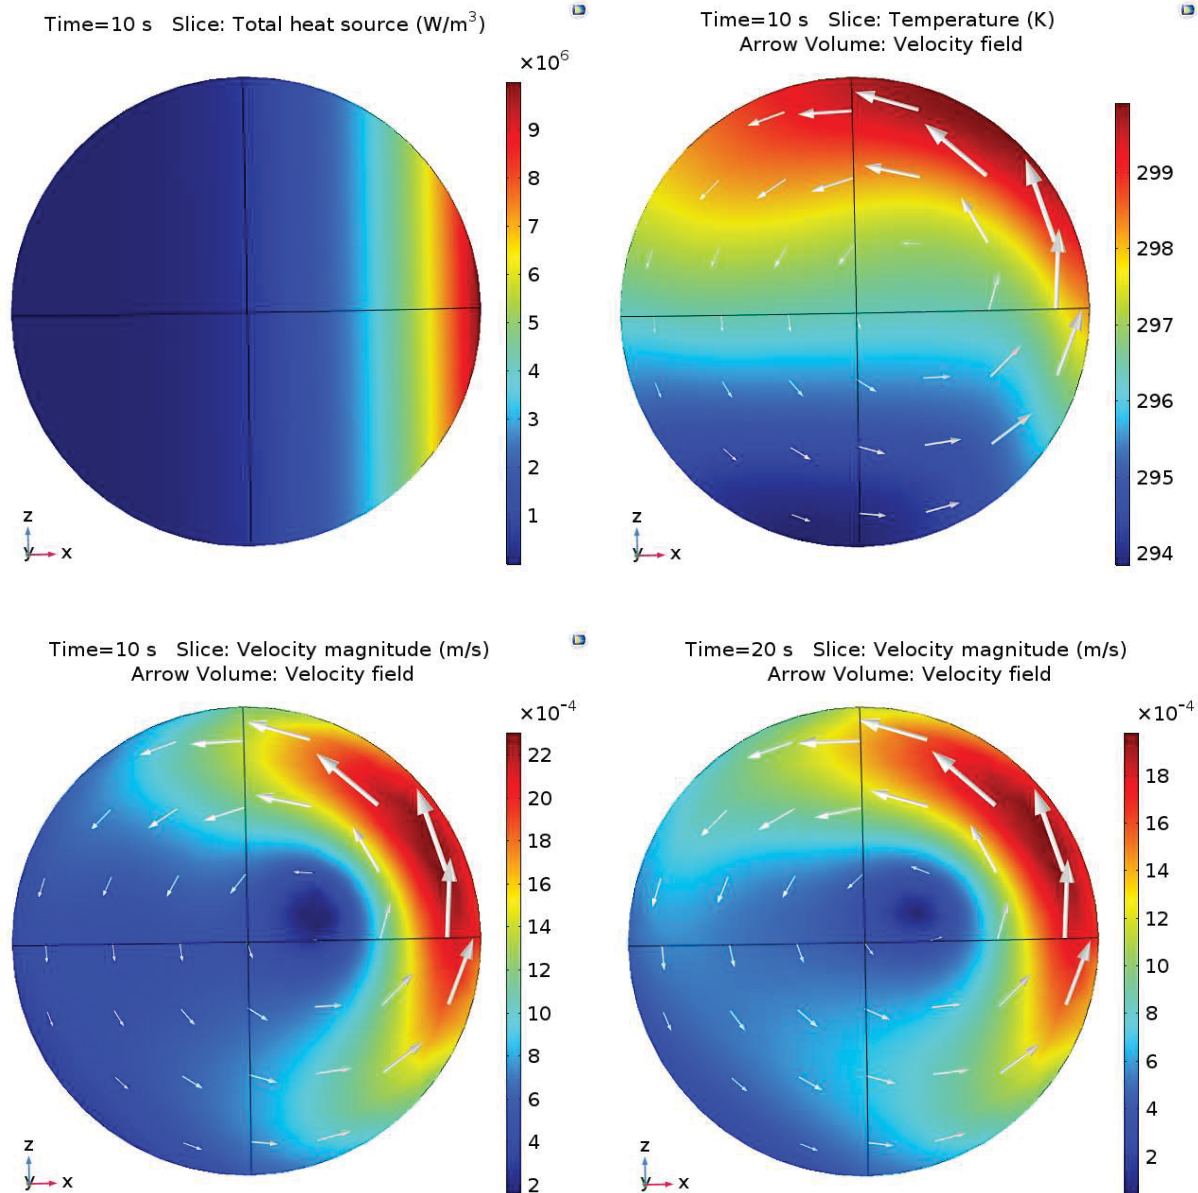 Time=10 s   Slice: Total heat source (W/m³)
×10⁶
9
8
7
6
5
4
3
2
1
z
y x
Time=10 s   Slice: Temperature (K)
Arrow Volume: Velocity field
299
298
297
296
295
294
z
y x
Time=10 s   Slice: Velocity magnitude (m/s)
Arrow Volume: Velocity field
×10⁻⁴
22
20
18
16
14
12
10
8
6
4
2
z
y x
Time=20 s   Slice: Velocity magnitude (m/s)
Arrow Volume: Velocity field
×10⁻⁴
18
16
14
12
10
8
6
4
2
z
y x